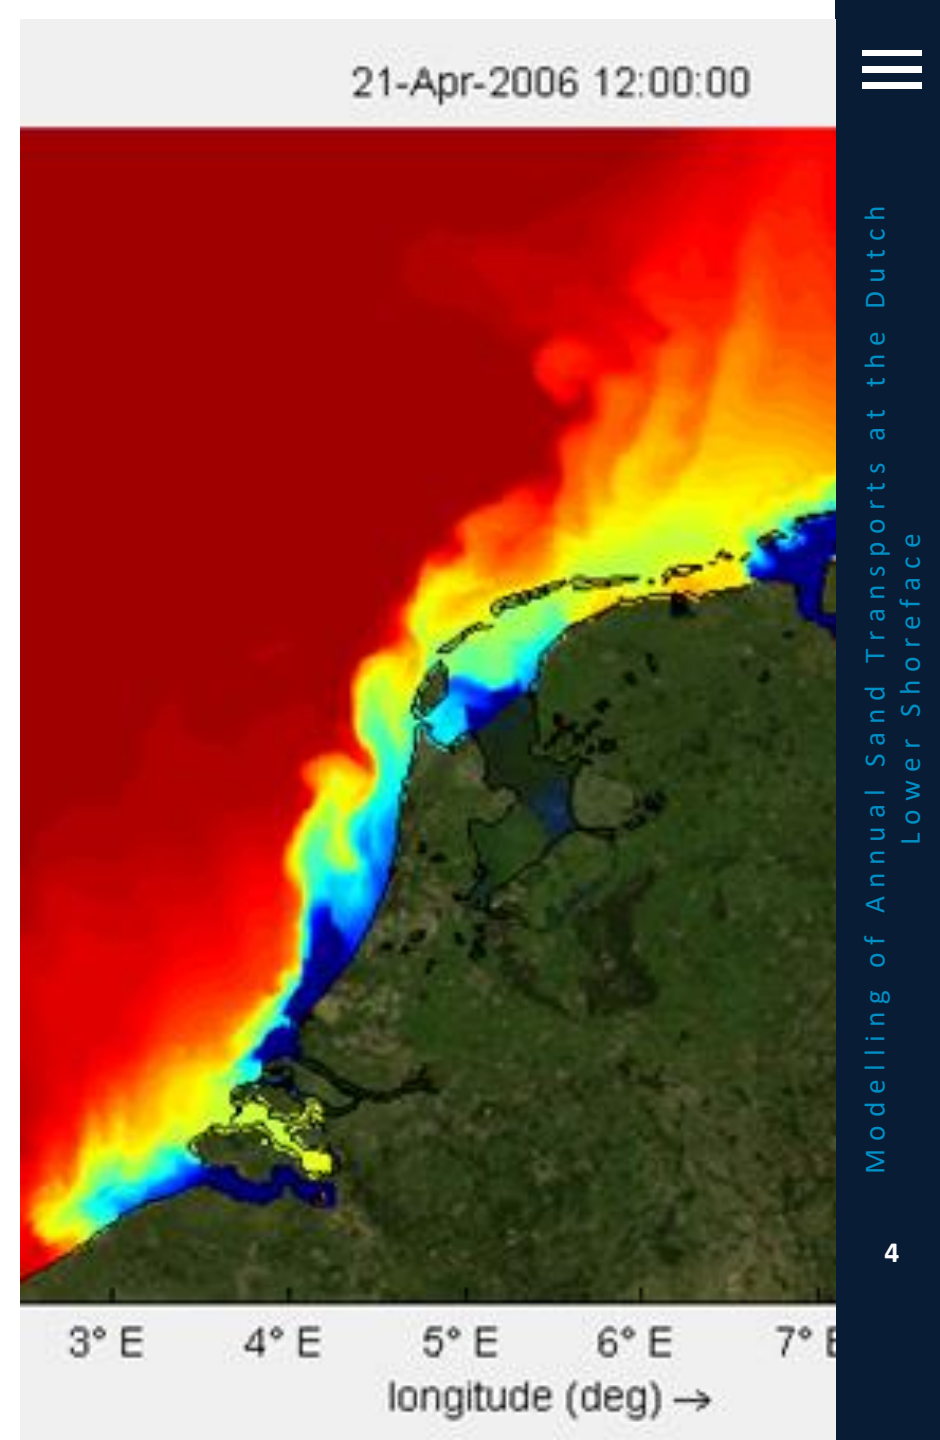 21-Apr-2006 12:00:00
3° E 4° E 5° E 6° E 7° E
longitude (deg) →
Modelling of Annual Sand Transports at the Dutch
Lower Shoreface
4